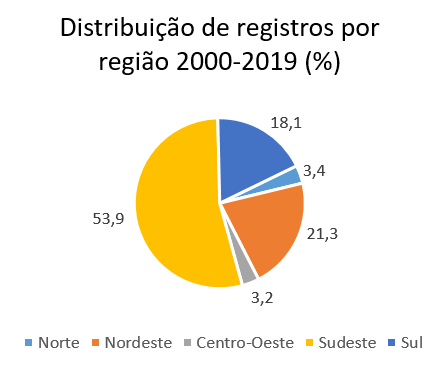 Distribuição de registros por
região 2000-2019 (%)
18,1
3,4
53,9
21,3
3,2
Norte Nordeste Centro-Oeste Sudeste Sul